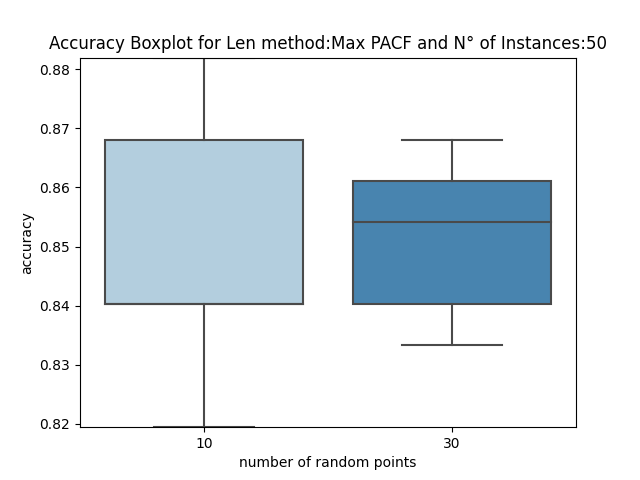 Accuracy Boxplot for Len method:Max PACF and N° of Instances:50
0.88
0.87
0.86
0.85
0.84
0.83
0.82
accuracy
10 30
number of random points